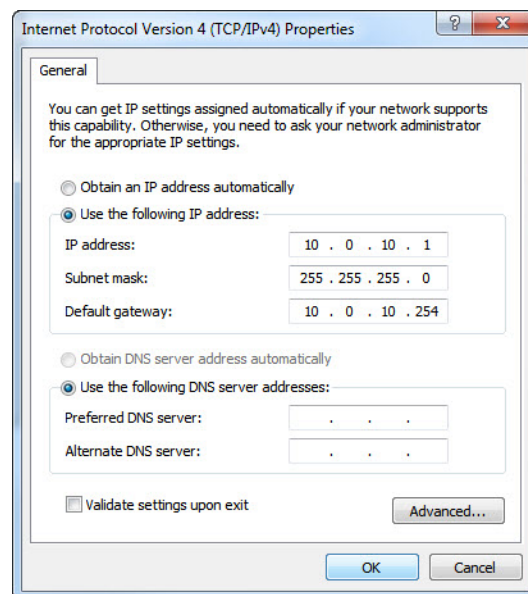 Internet Protocol Version 4 (TCP/IPv4) Properties
General
You can get IP settings assigned automatically if your network supports
this capability. Otherwise, you need to ask your network administrator
for the appropriate IP settings.
Obtain an IP address automatically
Use the following IP address:
IP address: 10 . 0 . 10 . 1
Subnet mask: 255 . 255 . 255 . 0
Default gateway: 10 . 0 . 10 . 254
Obtain DNS server address automatically
Use the following DNS server addresses:
Preferred DNS server: . . .
Alternate DNS server: . . .
Validate settings upon exit
Advanced...
OK Cancel